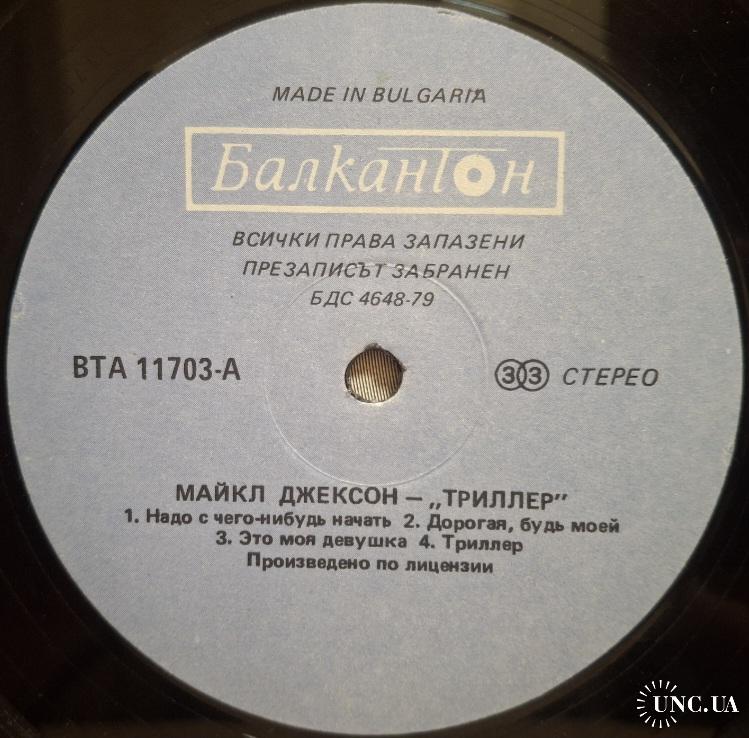 MADE IN BULGARIA
Балкантон
ВСИЧКИ ПРАВА ЗАПАЗЕНИ
ПРЕЗАПИСЪТ ЗАБРАНЕН
БДС 4648-79
ВТА 11703-А
33 СТЕРЕО
МАЙКЛ ДЖЕКСОН — „ТРИЛЛЕР”
1. Надо с чего-нибудь начать 2. Дорогая, будь моей
3. Это моя девушка 4. Триллер
Произведено по лицензии
UNC.UA